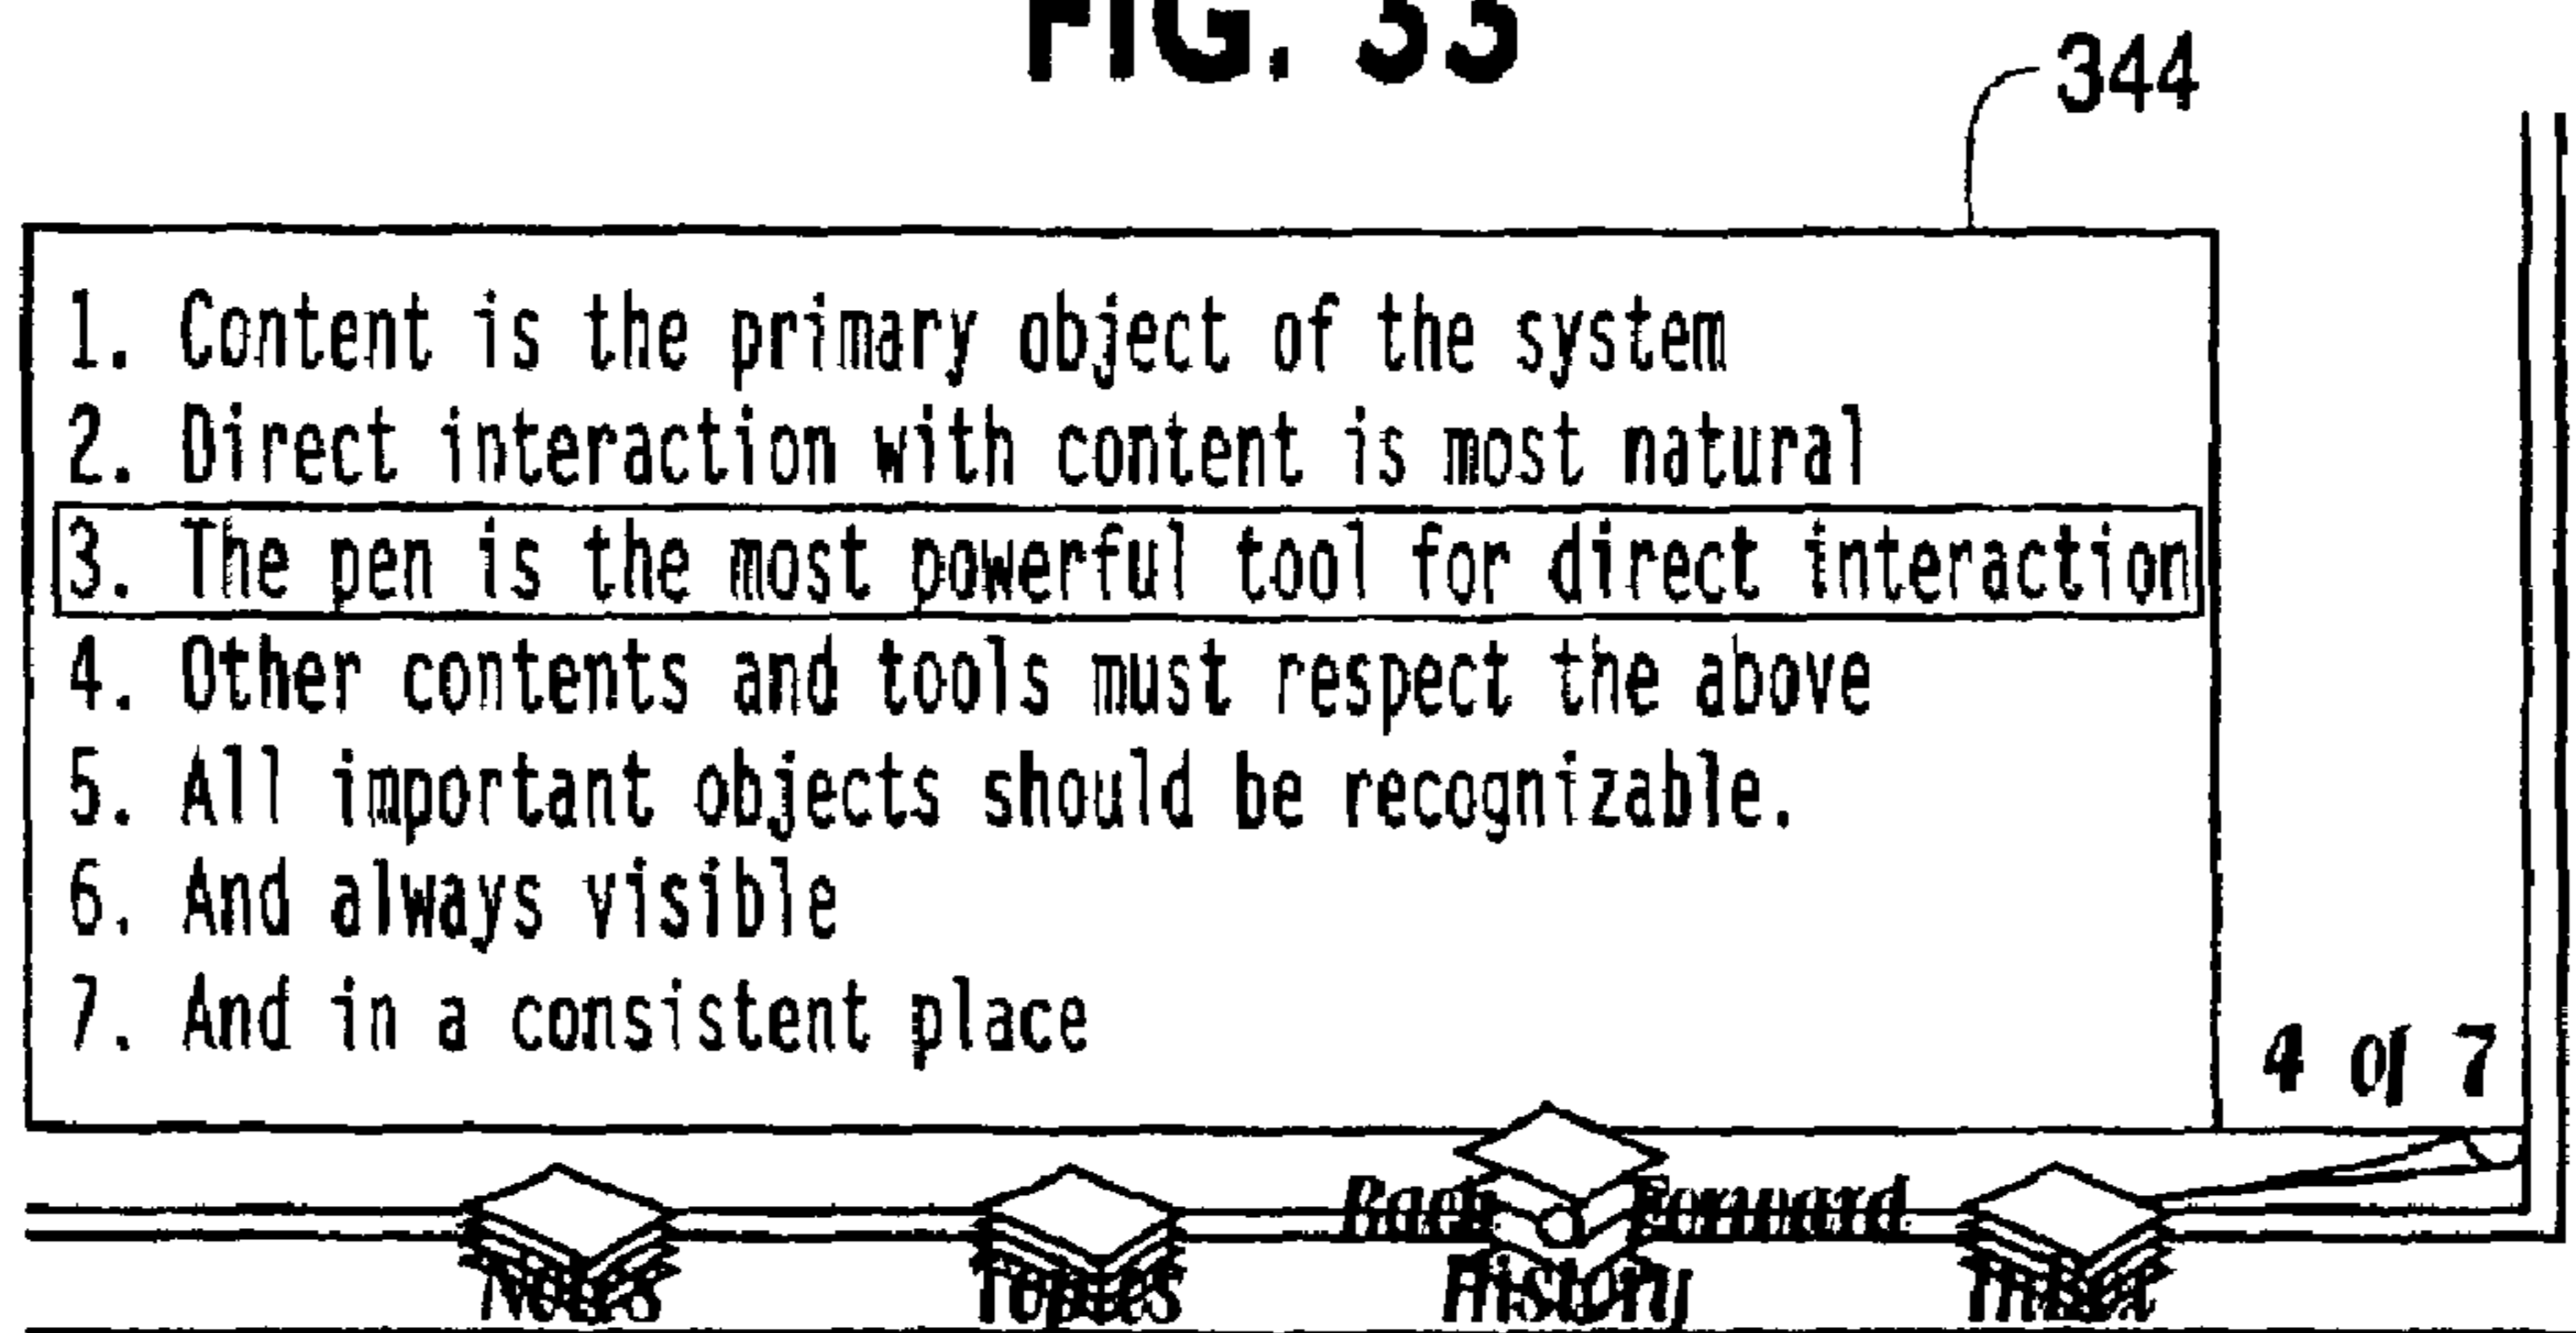 FIG. 33
344
1. Content is the primary object of the system
2. Direct interaction with content is most natural
3. The pen is the most powerful tool for direct interaction
4. Other contents and tools must respect the above
5. All important objects should be recognizable.
6. And always visible
7. And in a consistent place
4 of 7
Back Forward
Notes Topics History